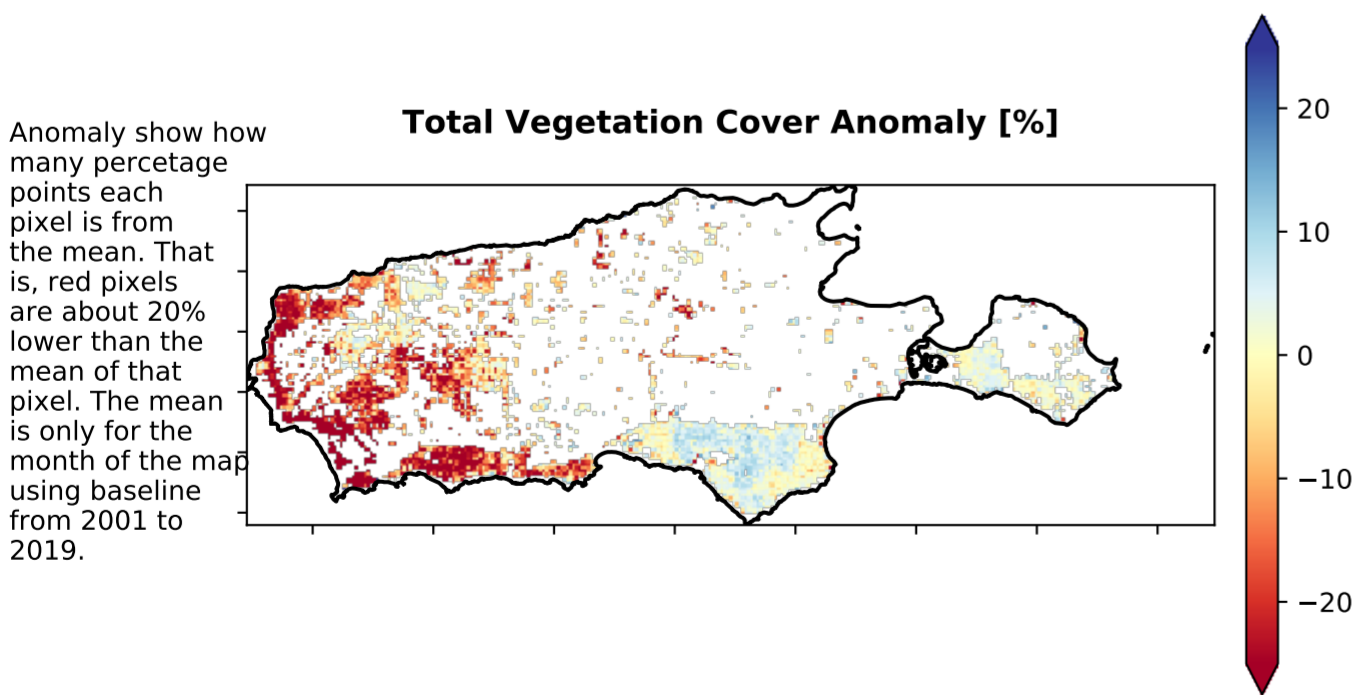 Total Vegetation Cover Anomaly [%]
Anomaly show how
many percetage
points each
pixel is from
the mean. That
is, red pixels
are about 20%
lower than the
mean of that
pixel. The mean
is only for the
month of the map
using baseline
from 2001 to
2019.
20
10
0
−10
−20